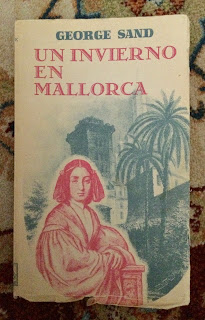 GEORGE SAND
UN INVIERNO
EN
MALLORCA